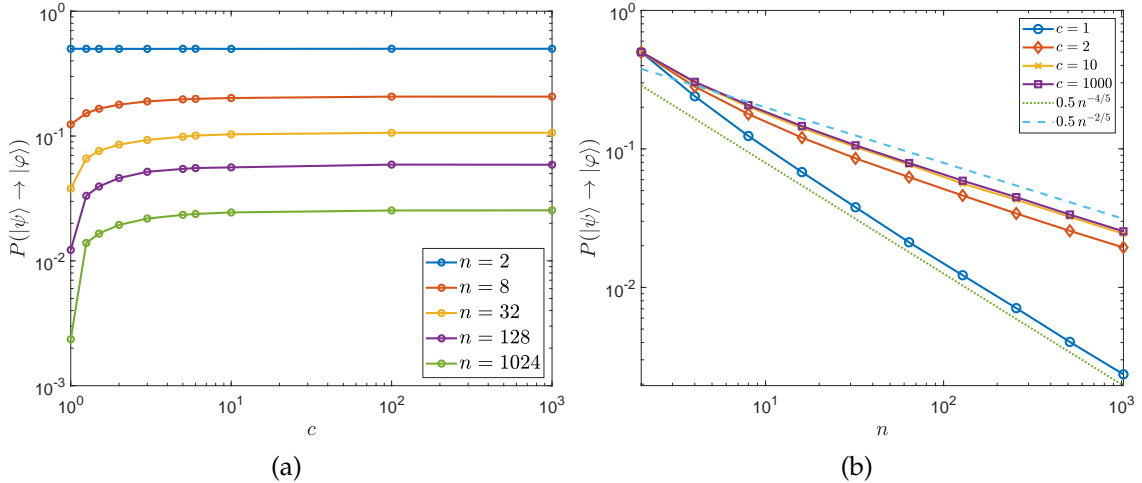 10^0
10^{-1}
10^{-2}
10^{-3}
P(|ψ⟩ → |φ⟩)
n = 2
n = 8
n = 32
n = 128
n = 1024
10^0 10^1 10^2 10^3
c
(a)
10^0
10^{-1}
10^{-2}
P(|ψ⟩ → |φ⟩)
c = 1
c = 2
c = 10
c = 1000
0.5 n^{-4/5}
0.5 n^{-2/5}
10^1 10^2 10^3
n
(b)